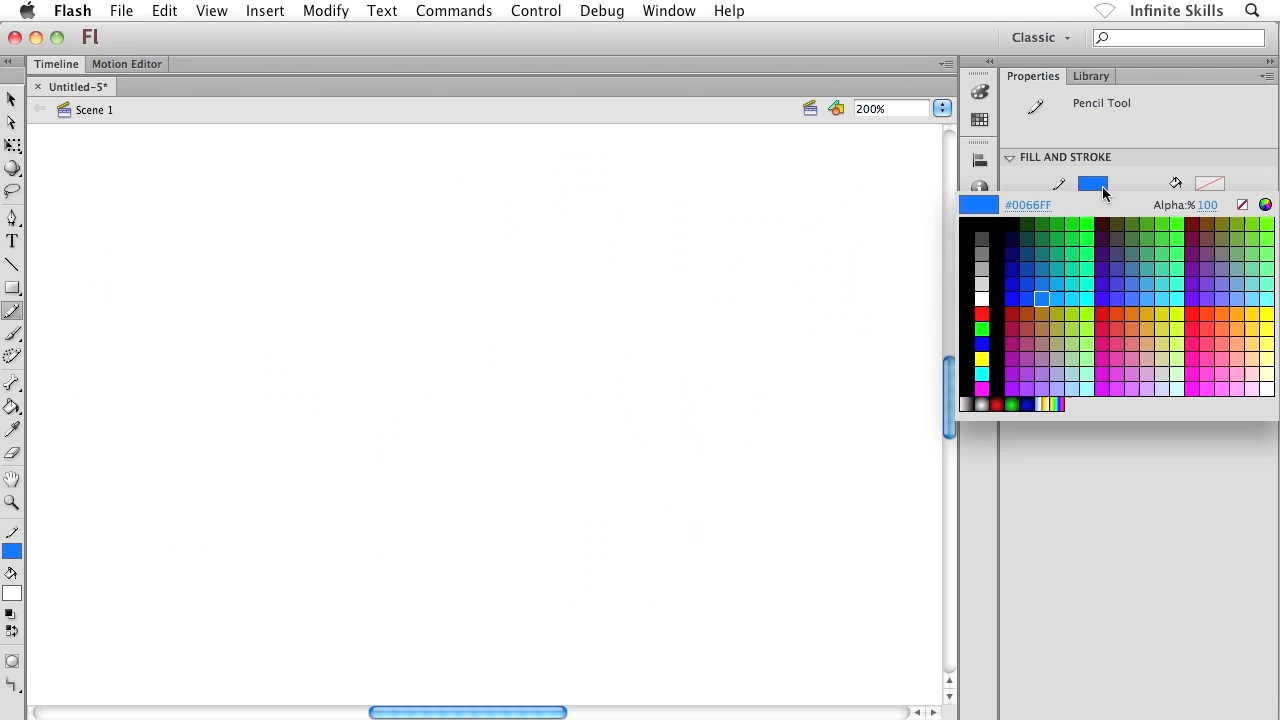 Flash File Edit View Insert Modify Text Commands Control Debug Window Help Infinite Skills
Fl Classic
Timeline Motion Editor Properties Library
× Untitled-5*
Scene 1 200% Pencil Tool
FILL AND STROKE
#0066FF Alpha:% 100
T